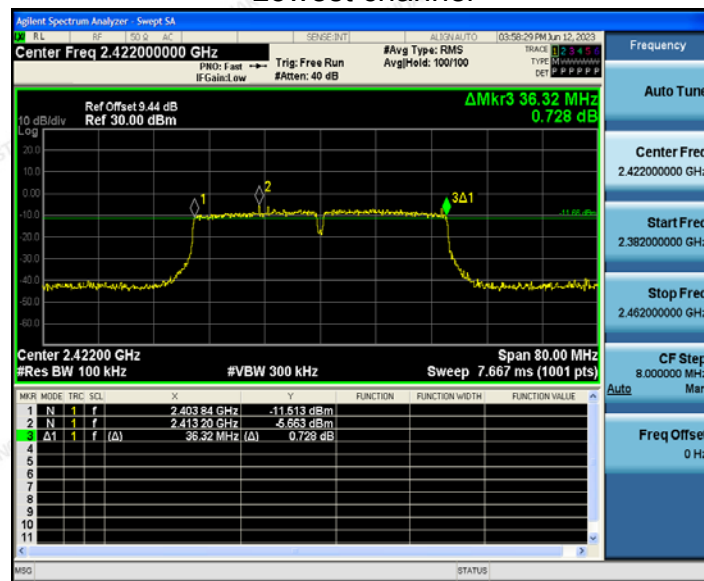 Lowest channel
Agilent Spectrum Analyzer - Swept SA
RL RF 50 Ω AC SENSE:INT ALIGN AUTO 03:58:29 PM Jun 12, 2023
Center Freq 2.422000000 GHz #Avg Type: RMS TRACE 1 2 3 4 5 6
PNO: Fast Trig: Free Run Avg|Hold: 100/100 TYPE M
IFGain:Low #Atten: 40 dB DET P P P P P P
Frequency
Auto Tune
Ref Offset 9.44 dB ΔMkr3 36.32 MHz
10 dB/div Ref 30.00 dBm 0.728 dB
Log
20.0
10.0
0.00
-10.0
-20.0
-30.0
-40.0
-50.0
-60.0
1
2
3Δ1
-11.66 dBm
Center 2.42200 GHz Span 80.00 MHz
#Res BW 100 kHz #VBW 300 kHz Sweep 7.667 ms (1001 pts)
MKR MODE TRC SCL X Y FUNCTION FUNCTION WIDTH FUNCTION VALUE
1 N 1 f 2.403 84 GHz -11.513 dBm
2 N 1 f 2.413 20 GHz -5.663 dBm
3 Δ1 1 f (Δ) 36.32 MHz (Δ) 0.728 dB
4
5
6
7
8
9
10
11
Center Freq
2.422000000 GHz
Start Freq
2.382000000 GHz
Stop Freq
2.462000000 GHz
CF Step
8.000000 MHz
Auto Man
Freq Offset
0 Hz
MSG STATUS